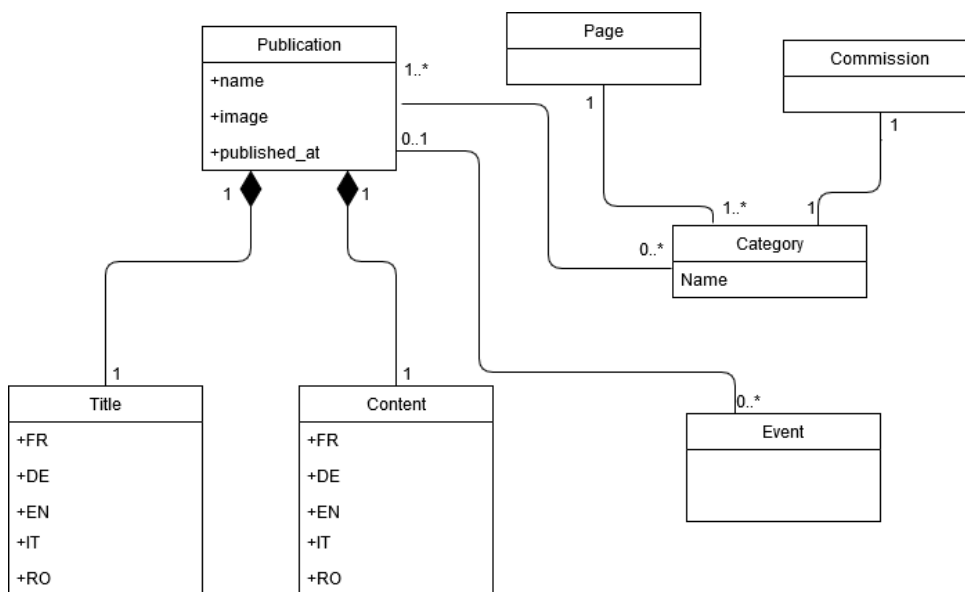 Publication
+name
+image
+published_at
Page
Commission
1..*
0..1
1
1
1
1
1..*
1
0..*
Category
Name
1
Title
+FR
+DE
+EN
+IT
+RO
1
Content
+FR
+DE
+EN
+IT
+RO
0..*
Event